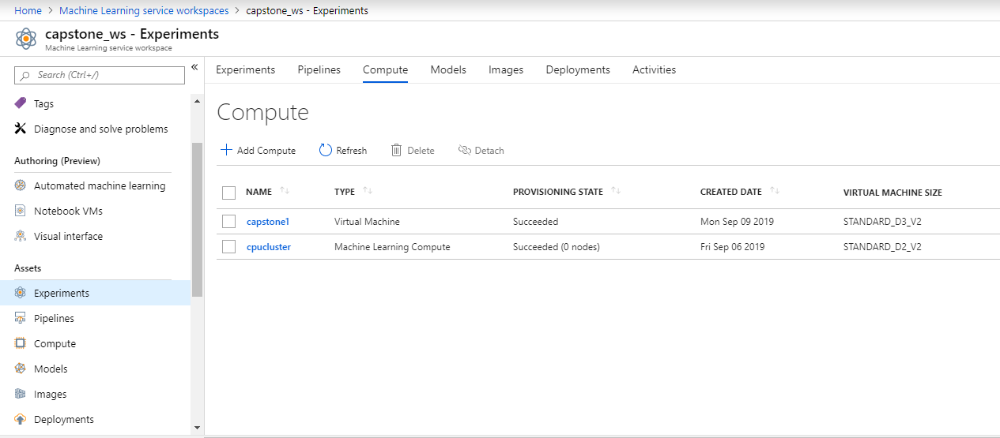 Home > Machine Learning service workspaces > capstone_ws - Experiments
capstone_ws - Experiments
Machine Learning service workspace
Search (Ctrl+/)
«
Tags
Diagnose and solve problems
Authoring (Preview)
Automated machine learning
Notebook VMs
Visual interface
Assets
Experiments
Pipelines
Compute
Models
Images
Deployments
Experiments Pipelines Compute Models Images Deployments Activities
Compute
+ Add Compute Refresh Delete Detach
NAME TYPE PROVISIONING STATE CREATED DATE VIRTUAL MACHINE SIZE
capstone1 Virtual Machine Succeeded Mon Sep 09 2019 STANDARD_D3_V2
cpucluster Machine Learning Compute Succeeded (0 nodes) Fri Sep 06 2019 STANDARD_D2_V2